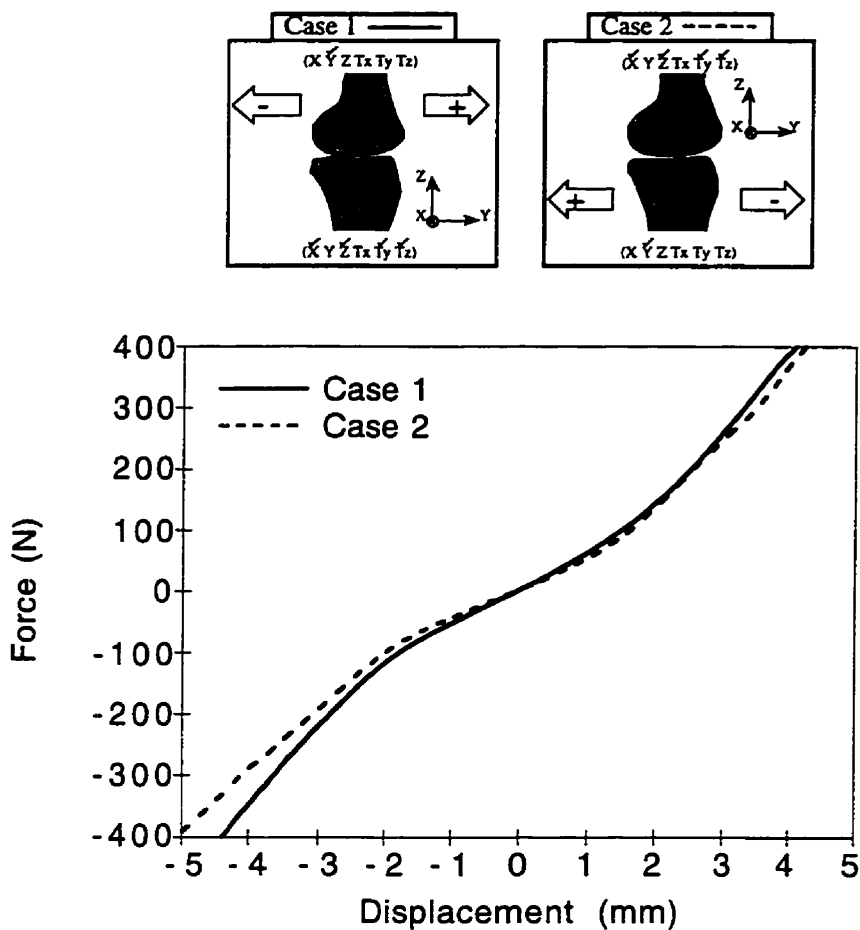 Case 1
(X Y Z Tx Ty Tz)
- +
Z
X Y
(X Y Z Tx Ty Tz)
Case 2
(X Y Z Tx Ty Tz)
Z
X Y
+ -
(X Y Z Tx Ty Tz)
400
300
200
100
0
-100
-200
-300
-400
Case 1
Case 2
-5 -4 -3 -2 -1 0 1 2 3 4 5
Force (N)
Displacement (mm)